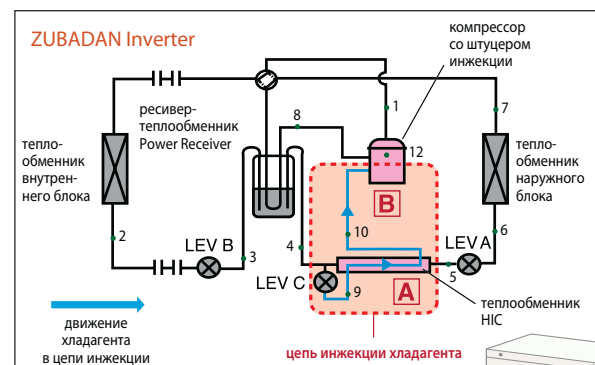 ZUBADAN Inverter
компрессор
со штуцером
инжекции
ресивер-
теплообменник
Power Receiver
1
7
8
12
тепло-
обменник
внутрен-
него блока
тепло-
обменник
наружного
блока
B
2
10
6
LEV B
3
4
LEV A
LEV C
9
A
5
теплообменник
HIC
движение
хладагента
в цепи инжекции
цепь инжекции хладагента